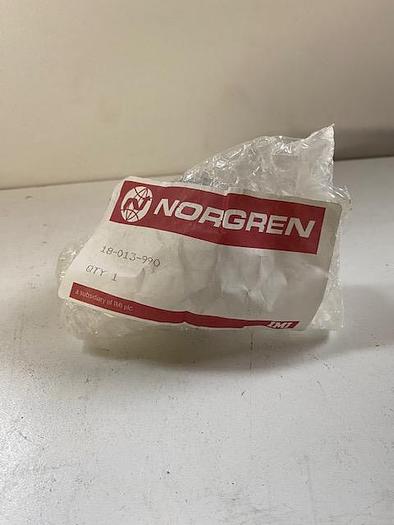 NORGREN
18-013-990
QTY 1
a subsidiary of IMI plc
IMI